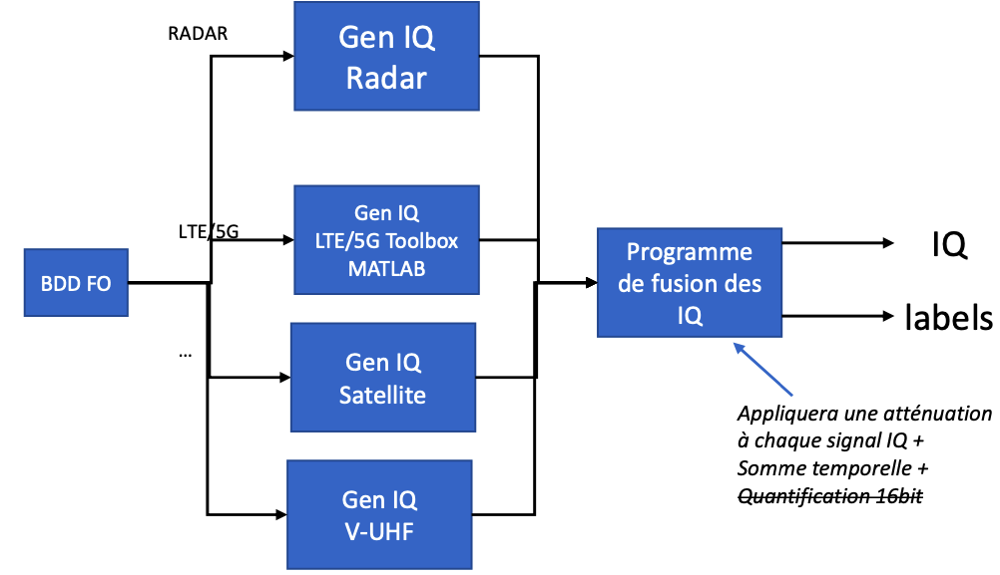 RADAR
Gen IQ
Radar
LTE/5G
Gen IQ
LTE/5G Toolbox
MATLAB
BDD FO
...
Gen IQ
Satellite
Gen IQ
V-UHF
Programme
de fusion des
IQ
IQ
labels
Appliquera une atténuation
à chaque signal IQ +
Somme temporelle +
Quantification 16bit